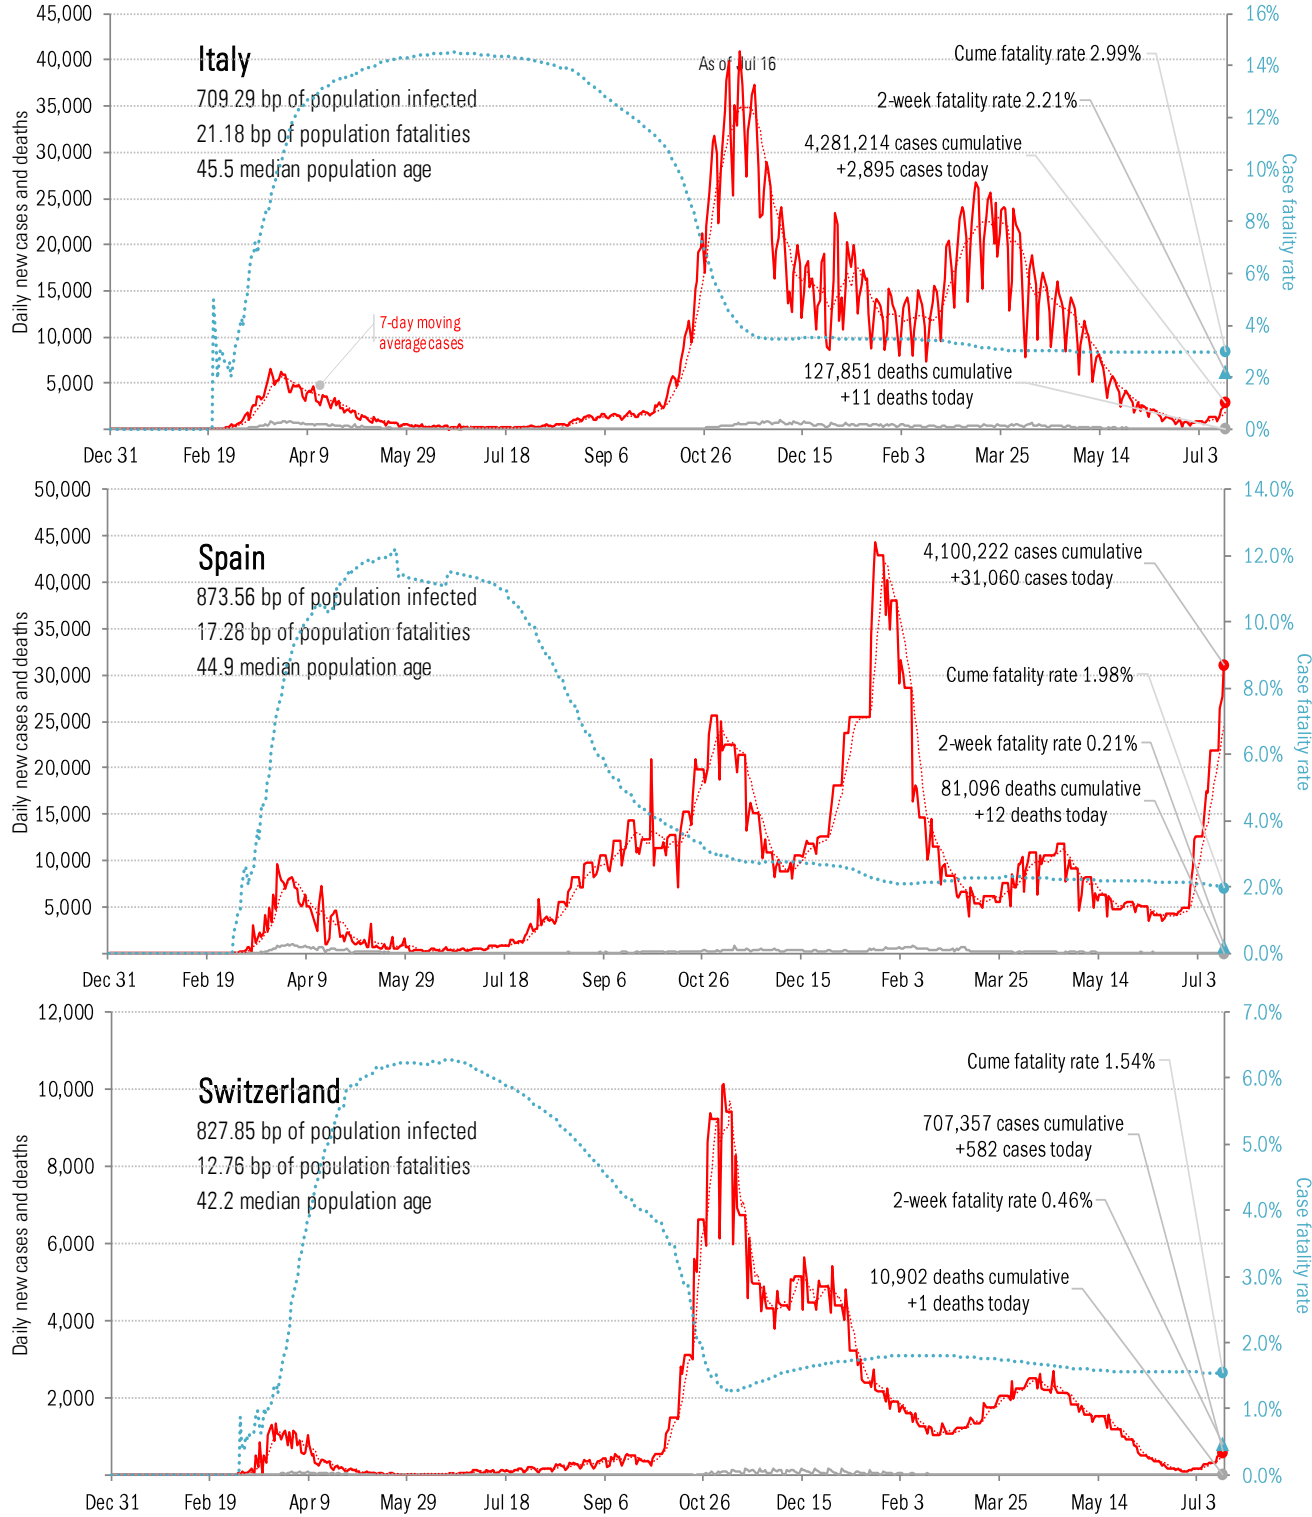 45,000
40,000
35,000
30,000
25,000
20,000
15,000
10,000
5,000
Daily new cases and deaths
16%
14%
12%
10%
8%
6%
4%
2%
0%
Case fatality rate
Italy
709.29 bp of population infected
21.18 bp of population fatalities
45.5 median population age
As of Jul 16
Cume fatality rate 2.99%
2-week fatality rate 2.21%
4,281,214 cases cumulative
+2,895 cases today
7-day moving
average cases
127,851 deaths cumulative
+11 deaths today
Dec 31 Feb 19 Apr 9 May 29 Jul 18 Sep 6 Oct 26 Dec 15 Feb 3 Mar 25 May 14 Jul 3
50,000
45,000
40,000
35,000
30,000
25,000
20,000
15,000
10,000
5,000
Daily new cases and deaths
14.0%
12.0%
10.0%
8.0%
6.0%
4.0%
2.0%
0.0%
Case fatality rate
Spain
873.56 bp of population infected
17.28 bp of population fatalities
44.9 median population age
4,100,222 cases cumulative
+31,060 cases today
Cume fatality rate 1.98%
2-week fatality rate 0.21%
81,096 deaths cumulative
+12 deaths today
Dec 31 Feb 19 Apr 9 May 29 Jul 18 Sep 6 Oct 26 Dec 15 Feb 3 Mar 25 May 14 Jul 3
12,000
10,000
8,000
6,000
4,000
2,000
Daily new cases and deaths
7.0%
6.0%
5.0%
4.0%
3.0%
2.0%
1.0%
0.0%
Case fatality rate
Switzerland
827.85 bp of population infected
12.76 bp of population fatalities
42.2 median population age
Cume fatality rate 1.54%
707,357 cases cumulative
+582 cases today
2-week fatality rate 0.46%
10,902 deaths cumulative
+1 deaths today
Dec 31 Feb 19 Apr 9 May 29 Jul 18 Sep 6 Oct 26 Dec 15 Feb 3 Mar 25 May 14 Jul 3